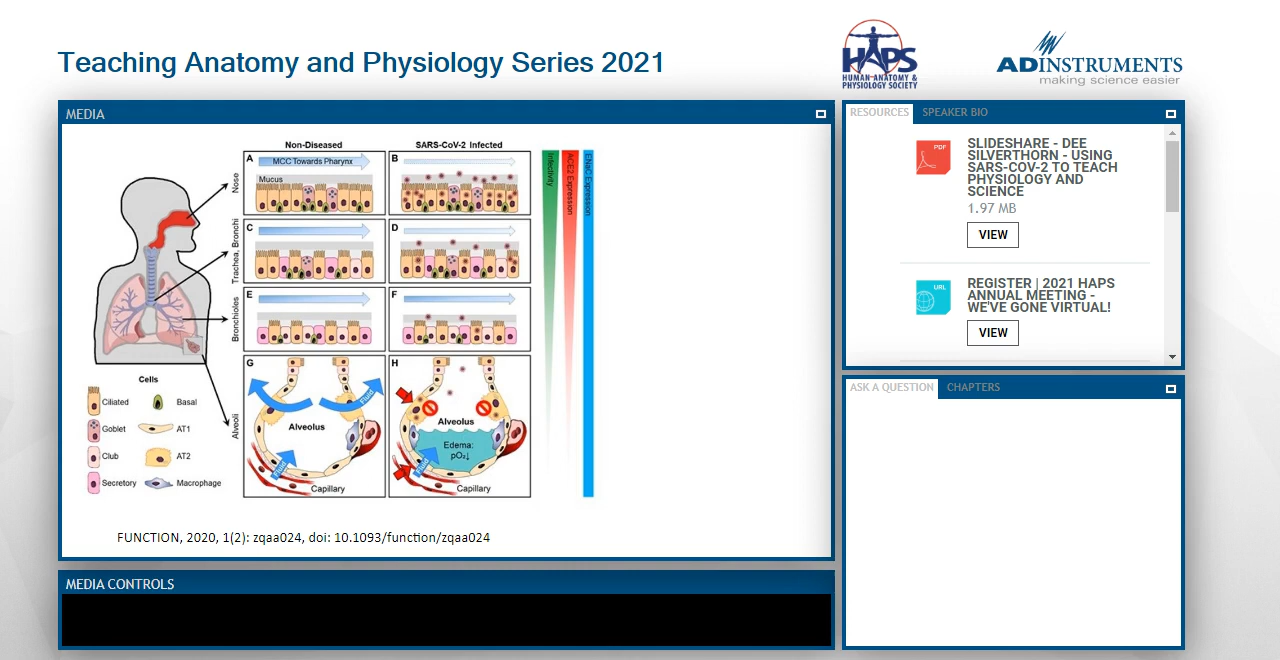 Teaching Anatomy and Physiology Series 2021
HAPS
HUMAN ANATOMY &
PHYSIOLOGY SOCIETY
ADINSTRUMENTS
making science easier
MEDIA
Non-Diseased
SARS-CoV-2 Infected
A
MCC Towards Pharynx
Mucus
B
Nose
C
D
Trachea, Bronchi
E
F
Bronchioles
G
Fluid
Alveolus
Fluid
Capillary
H
Alveolus
Edema:
pO₂↓
Fluid
Capillary
Alveoli
Infectivity
ACE2 Expression
ENaC Expression
Cells
Ciliated
Basal
Goblet
AT1
Club
AT2
Secretory
Macrophage
FUNCTION, 2020, 1(2): zqaa024, doi: 10.1093/function/zqaa024
MEDIA CONTROLS
RESOURCES
SPEAKER BIO
PDF
SLIDESHARE - DEE
SILVERTHORN - USING
SARS-COV-2 TO TEACH
PHYSIOLOGY AND
SCIENCE
1.97 MB
VIEW
URL
REGISTER | 2021 HAPS
ANNUAL MEETING -
WE'VE GONE VIRTUAL!
VIEW
ASK A QUESTION
CHAPTERS